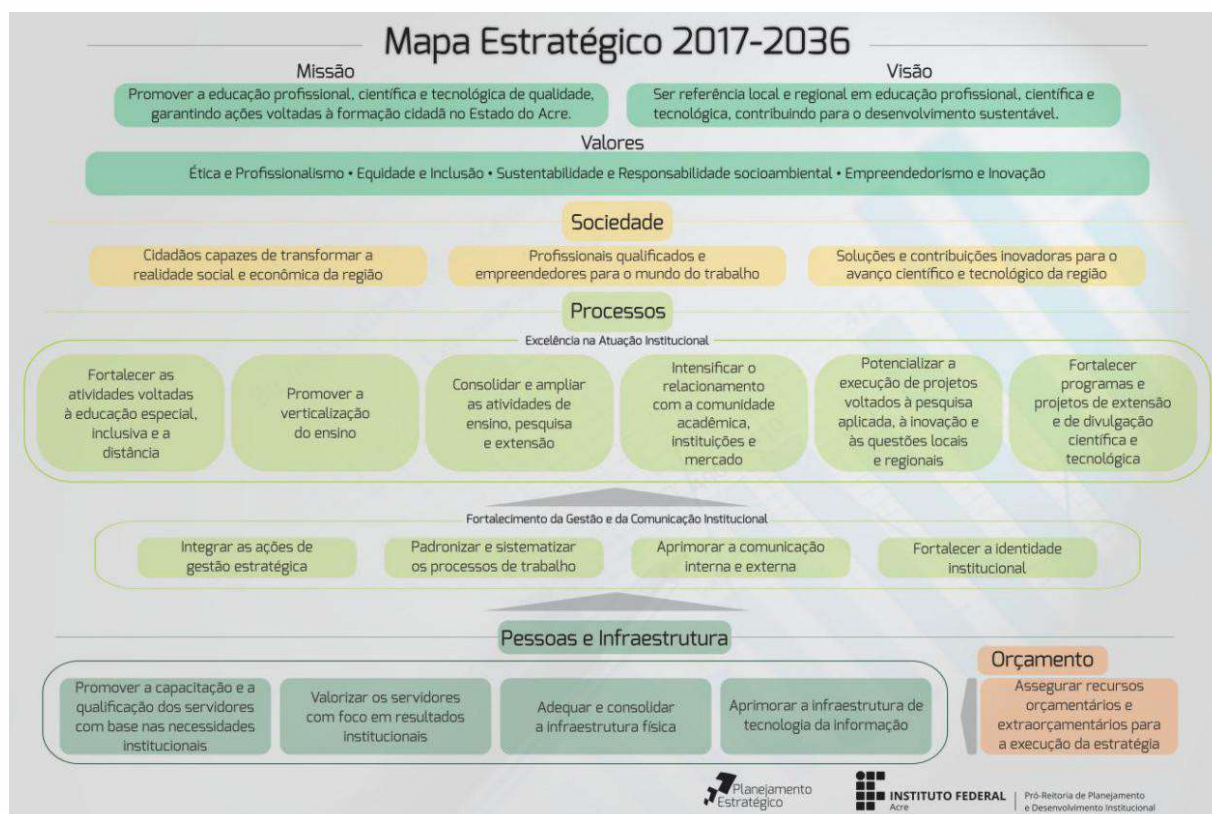 Mapa Estratégico 2017-2036
Missão
Promover a educação profissional, científica e tecnológica de qualidade,
garantindo ações voltadas à formação cidadã no Estado do Acre.
Visão
Ser referência local e regional em educação profissional, científica e
tecnológica, contribuindo para o desenvolvimento sustentável.
Valores
Ética e Profissionalismo • Equidade e Inclusão • Sustentabilidade e Responsabilidade socioambiental • Empreendedorismo e Inovação
Sociedade
Cidadãos capazes de transformar a
realidade social e econômica da região
Profissionais qualificados e
empreendedores para o mundo do trabalho
Soluções e contribuições inovadoras para o
avanço científico e tecnológico da região
Processos
Excelência na Atuação Institucional
Fortalecer as
atividades voltadas
à educação especial,
inclusiva e a
distância
Promover a
verticalização
do ensino
Consolidar e ampliar
as atividades de
ensino, pesquisa
e extensão
Intensificar o
relacionamento
com a comunidade
acadêmica,
instituições e
mercado
Potencializar a
execução de projetos
voltados à pesquisa
aplicada, à inovação e
às questões locais
e regionais
Fortalecer
programas e
projetos de extensão
e de divulgação
científica e
tecnológica
Fortalecimento da Gestão e da Comunicação Institucional
Integrar as ações de
gestão estratégica
Padronizar e sistematizar
os processos de trabalho
Aprimorar a comunicação
interna e externa
Fortalecer a identidade
institucional
Pessoas e Infraestrutura
Promover a capacitação e a
qualificação dos servidores
com base nas necessidades
institucionais
Valorizar os servidores
com foco em resultados
institucionais
Adequar e consolidar
a infraestrutura física
Aprimorar a infraestrutura de
tecnologia da informação
Orçamento
Assegurar recursos
orçamentários e
extraorçamentários para
a execução da estratégia
Planejamento
Estratégico
INSTITUTO FEDERAL
Acre
Pró-Reitoria de Planejamento
e Desenvolvimento Institucional